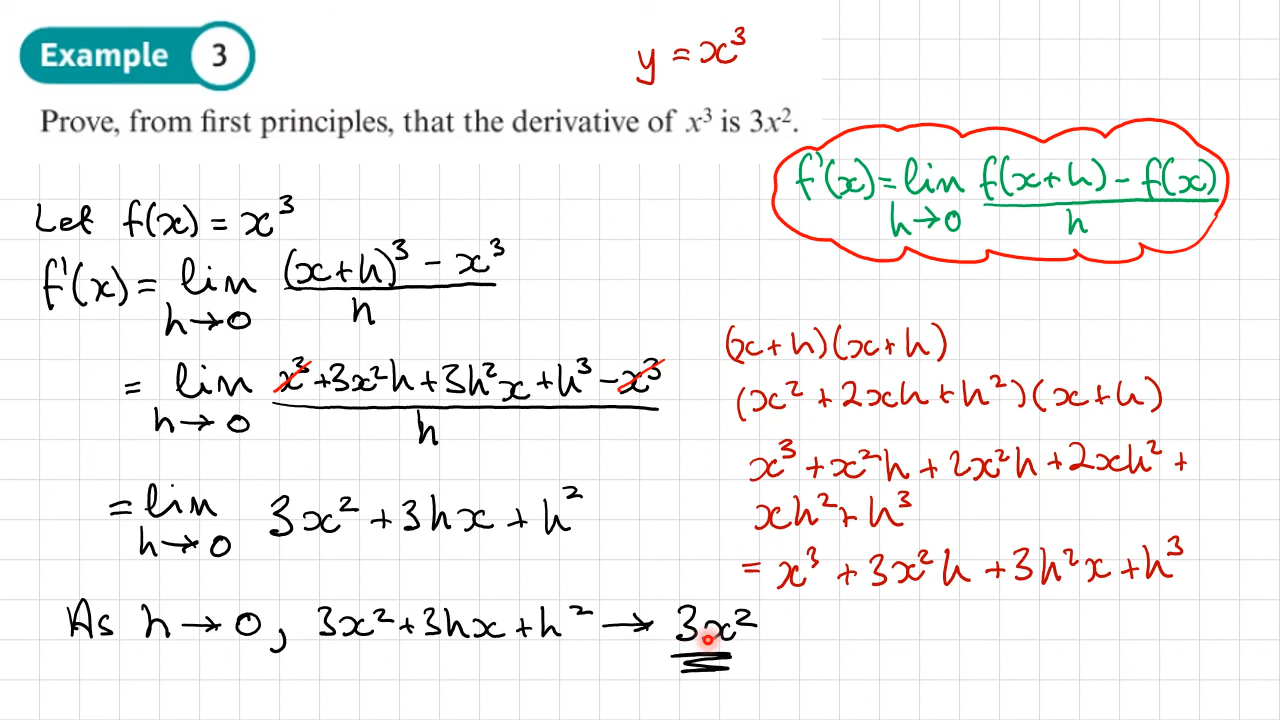 Example 3
y = x³
Prove, from first principles, that the derivative of x³ is 3x².
f'(x) = lim f(x+h) - f(x)
h→0 h
Let f(x) = x³
f'(x) = lim (x+h)³ - x³
h→0 h
= lim x³ + 3x²h + 3h²x + h³ - x³
h→0 h
= lim 3x² + 3hx + h²
h→0
As h → 0, 3x² + 3hx + h² → 3x²
(x+h)(x+h)
(x² + 2xh + h²)(x+h)
x³ + x²h + 2x²h + 2xh² +
xh² + h³
= x³ + 3x²h + 3h²x + h³